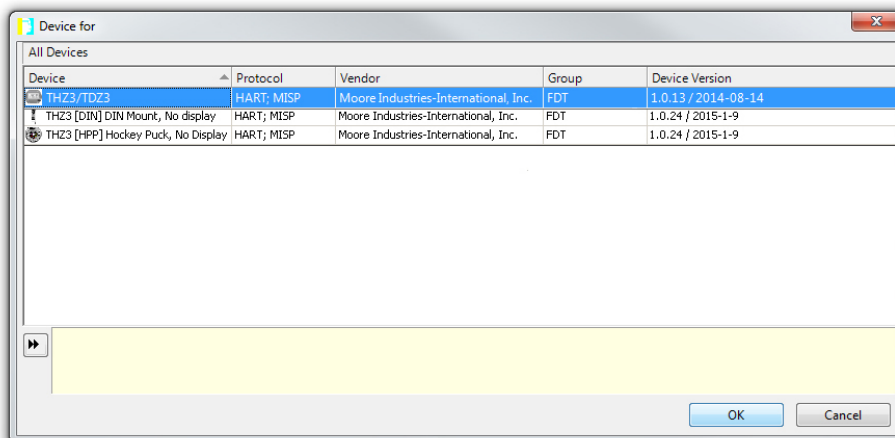 Device for
All Devices
Device Protocol Vendor Group Device Version
THZ3/TDZ3 HART; MISP Moore Industries-International, Inc. FDT 1.0.13 / 2014-08-14
THZ3 [DIN] DIN Mount, No display HART; MISP Moore Industries-International, Inc. FDT 1.0.24 / 2015-1-9
THZ3 [HPP] Hockey Puck, No Display HART; MISP Moore Industries-International, Inc. FDT 1.0.24 / 2015-1-9
OK Cancel